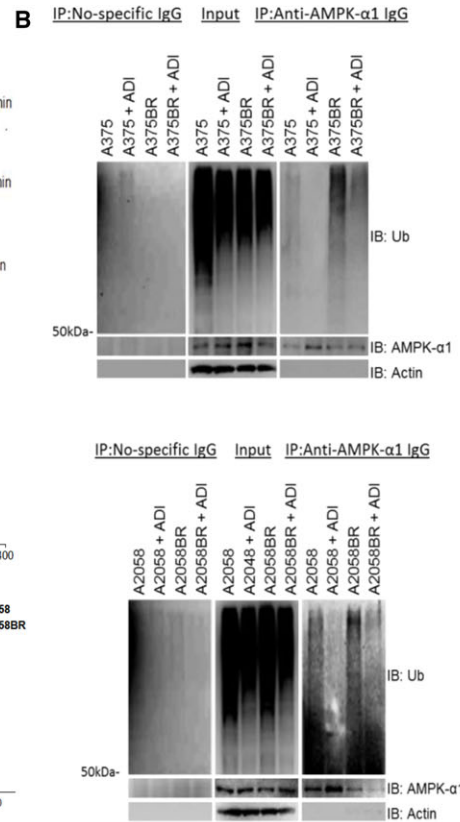 B
IP:No-specific IgG Input IP:Anti-AMPK-α1 IgG
A375
A375 + ADI
A375BR
A375BR + ADI
A375
A375 + ADI
A375BR
A375BR + ADI
A375
A375 + ADI
A375BR
A375BR + ADI
IB: Ub
50kDa-
IB: AMPK-α1
IB: Actin
IP:No-specific IgG Input IP:Anti-AMPK-α1 IgG
A2058
A2058 + ADI
A2058BR
A2058BR + ADI
A2058
A2048 + ADI
A2058BR
A2058BR + ADI
A2058
A2058 + ADI
A2058BR
A2058BR + ADI
IB: Ub
50kDa-
IB: AMPK-α1
IB: Actin